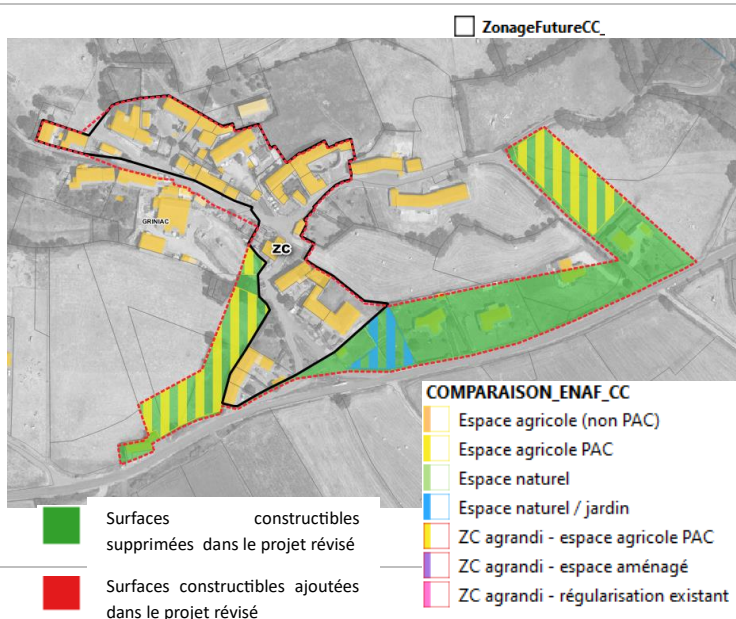 ZonageFutureCC_
GRINIAC
ZC
COMPARAISON_ENAF_CC
Espace agricole (non PAC)
Espace agricole PAC
Espace naturel
Espace naturel / jardin
ZC agrandi - espace agricole PAC
ZC agrandi - espace aménagé
ZC agrandi - régularisation existant
Surfaces constructibles
supprimées dans le projet révisé
Surfaces constructibles ajoutées
dans le projet révisé